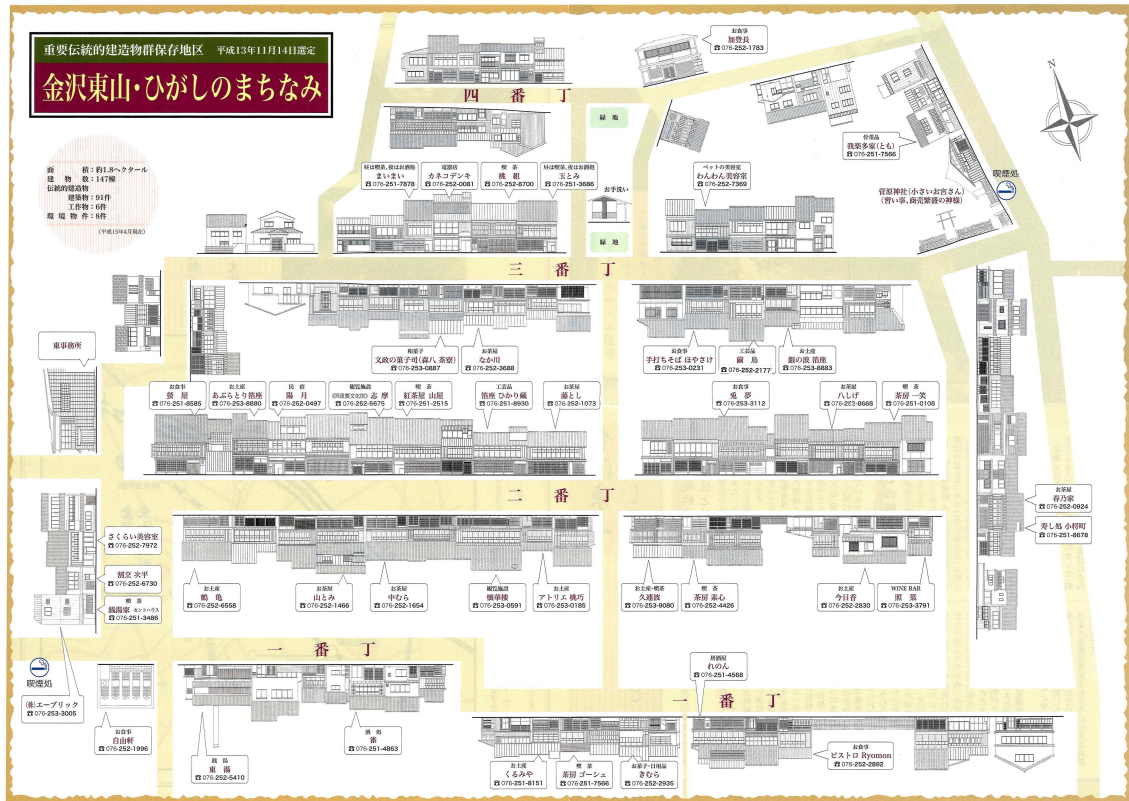 重要伝統的建造物群保存地区 平成13年11月14日選定
金沢東山・ひがしのまちなみ
面積：約1.8ヘクタール
建物数：147棟
伝統的建造物
建築物：91件
工作物：6件
環境物件：8件
(平成15年4月現在)
お食事
加登長
☎076-252-1783
N
四番丁
緑地
骨董品
我楽多家(とも)
☎076-251-7566
喫煙処
菅原神社(小さいお宮さん)
(習い事、商売繁盛の神様)
昼は喫茶、夜はお酒処
まいまい
☎076-251-7878
電器店
カネコデンキ
☎076-252-0081
喫茶
桃組
☎076-252-8700
昼は喫茶、夜はお酒処
玉とみ
☎076-251-3686
お手洗い
緑地
ペットの美容室
わんわん美容室
☎076-252-7369
三番丁
東事務所
和菓子
文政の菓子司(森八 茶寮)
☎076-253-0887
お茶屋
なか川
☎076-252-3688
お食事
手打ちそば ほやさけ
☎076-253-0231
工芸品
繭鳥
☎076-252-2177
お土産
銀の波 箔座
☎076-253-8883
お食事
螢屋
☎076-251-8585
お土産
あぶらとり箔座
☎076-253-8880
民宿
陽月
☎076-252-0497
観覧施設
(国重要文化財) 志摩
☎076-252-5675
喫茶
紅茶屋 山屋
☎076-251-2515
工芸品
箔座 ひかり藏
☎076-251-8930
お茶屋
藤とし
☎076-252-1073
お食事
兎夢
☎076-253-3112
お茶屋
八しげ
☎076-252-8668
喫茶
茶房 一笑
☎076-251-0108
二番丁
お茶屋
春乃家
☎076-252-0924
寿し処 小将町
☎076-251-8678
さくらい美容室
☎076-252-7972
割烹 次平
☎076-252-6730
喫茶
銭湯家 セントハウス
☎076-251-3486
お土産
鶴亀
☎076-252-6558
お茶屋
山とみ
☎076-252-1466
お茶屋
中むら
☎076-252-1654
観覧施設
懐華樓
☎076-253-0591
お土産
アトリエ 桃巧
☎076-253-0185
お土産・喫茶
久連波
☎076-253-9080
喫茶
茶房 素心
☎076-252-4426
お土産
今日香
☎076-252-2830
WINE BAR
照葉
☎076-253-3791
一番丁
喫煙処
(株)エーブリック
☎076-253-3005
お食事
自由軒
☎076-252-1996
銭湯
東湯
☎076-252-5410
酒処
雀
☎076-251-4863
居酒屋
れのん
☎076-251-4568
一番丁
お土産
くるみや
☎076-251-8151
喫茶
茶房 ゴーシュ
☎076-251-7566
お菓子・日用品
きむら
☎076-252-2935
お食事
ビストロ Ryomon
☎076-252-2892